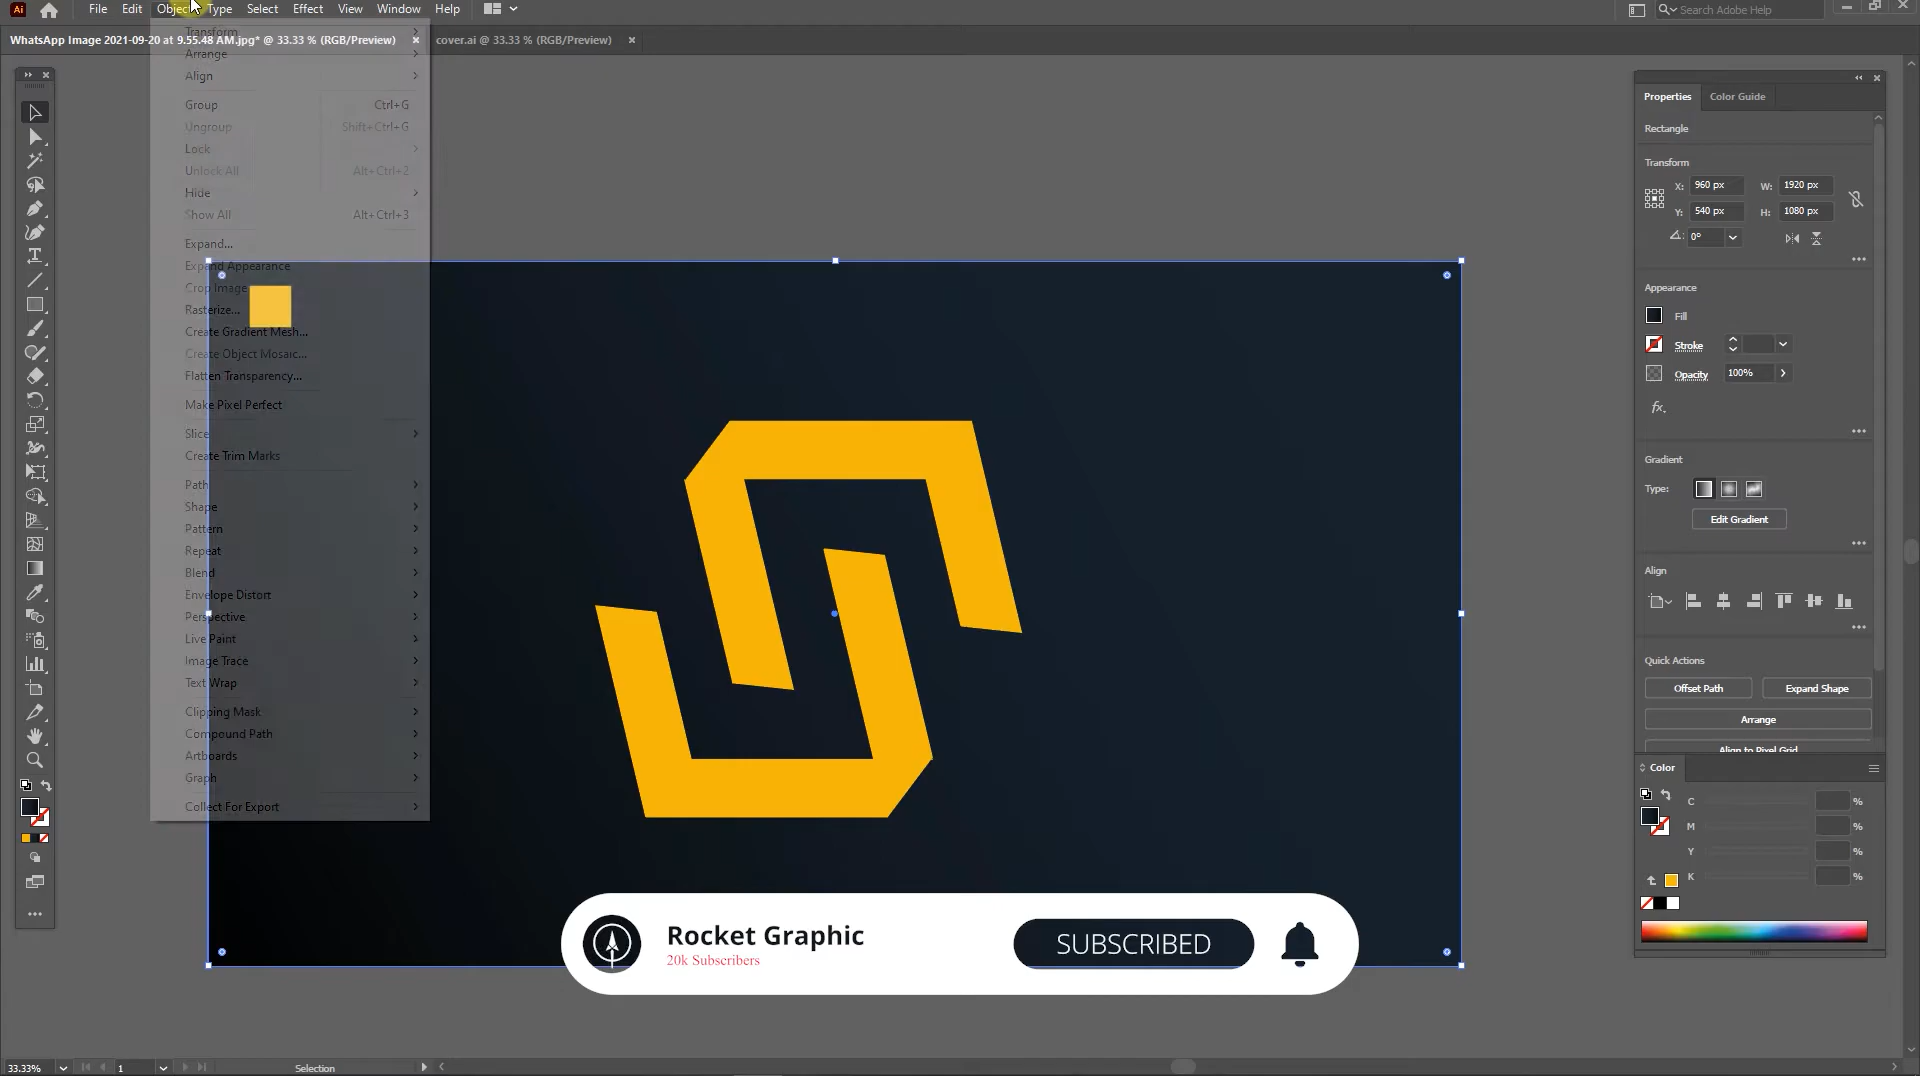 Ai File Edit Object Type Select Effect View Window Help Search Adobe Help
WhatsApp Image 2021-09-20 at 9.55.48 AM.jpg* @ 33.33 % (RGB/Preview) × cover.ai @ 33.33 % (RGB/Preview) ×
Transform
Arrange
Align
Group Ctrl+G
Ungroup Shift+Ctrl+G
Lock
Unlock All Alt+Ctrl+2
Hide
Show All Alt+Ctrl+3
Expand...
Expand Appearance
Crop Image
Rasterize...
Create Gradient Mesh...
Create Object Mosaic...
Flatten Transparency...
Make Pixel Perfect
Slice
Create Trim Marks
Path
Shape
Pattern
Repeat
Blend
Envelope Distort
Perspective
Live Paint
Image Trace
Text Wrap
Clipping Mask
Compound Path
Artboards
Graph
Collect For Export
Rocket Graphic
20k Subscribers
SUBSCRIBED
Properties Color Guide
Rectangle
Transform
X: 960 px W: 1920 px
Y: 540 px H: 1080 px
0°
Appearance
Fill
Stroke
Opacity 100%
fx.
Gradient
Type:
Edit Gradient
Align
Quick Actions
Offset Path Expand Shape
Arrange
Align to Pixel Grid
Color
C %
M %
Y %
K %
33.33% 1 Selection